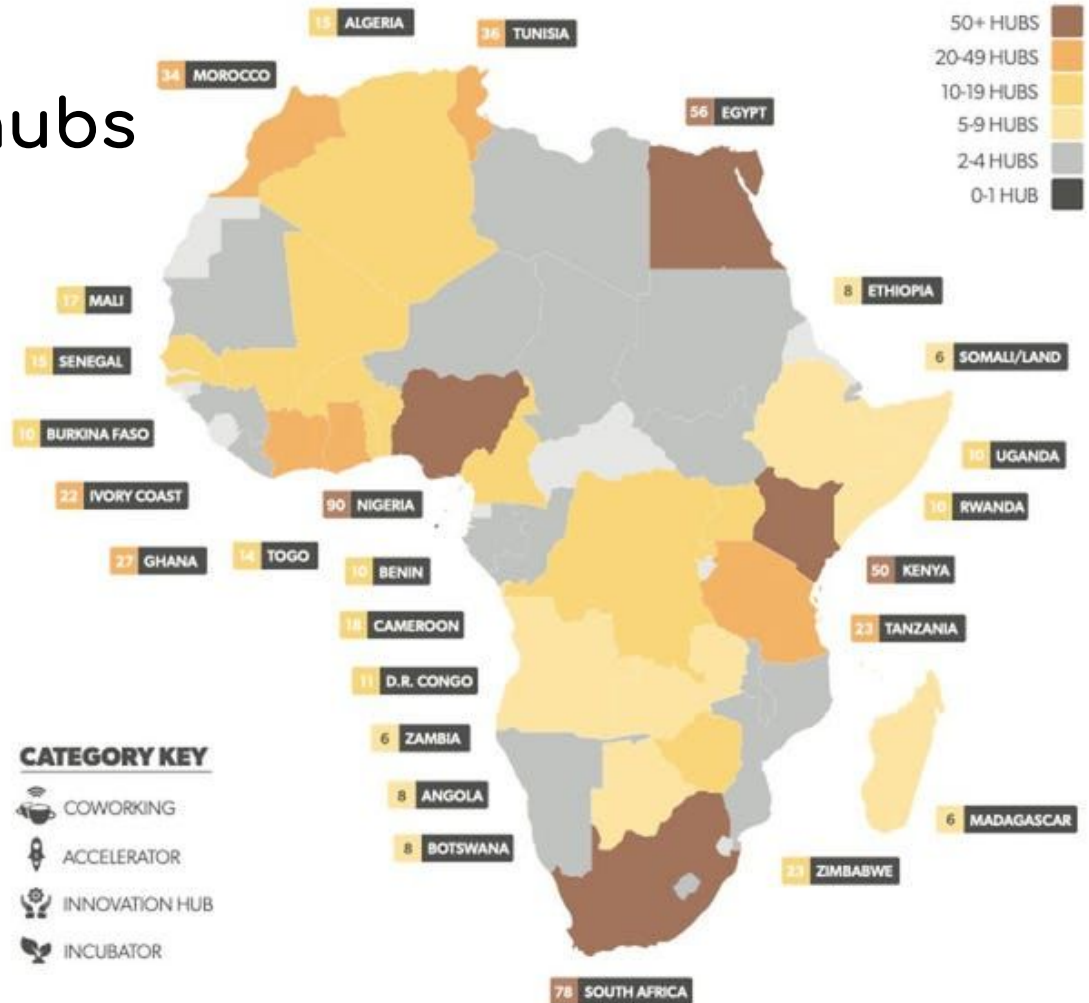 15 ALGERIA
36 TUNISIA
34 MOROCCO
hubs
56 EGYPT
50+ HUBS
20-49 HUBS
10-19 HUBS
5-9 HUBS
2-4 HUBS
0-1 HUB
17 MALI
8 ETHIOPIA
15 SENEGAL
6 SOMALI/LAND
10 BURKINA FASO
10 UGANDA
22 IVORY COAST
90 NIGERIA
10 RWANDA
27 GHANA
14 TOGO
10 BENIN
50 KENYA
18 CAMEROON
23 TANZANIA
11 D.R. CONGO
6 ZAMBIA
8 ANGOLA
8 BOTSWANA
6 MADAGASCAR
23 ZIMBABWE
78 SOUTH AFRICA
CATEGORY KEY
COWORKING
ACCELERATOR
INNOVATION HUB
INCUBATOR